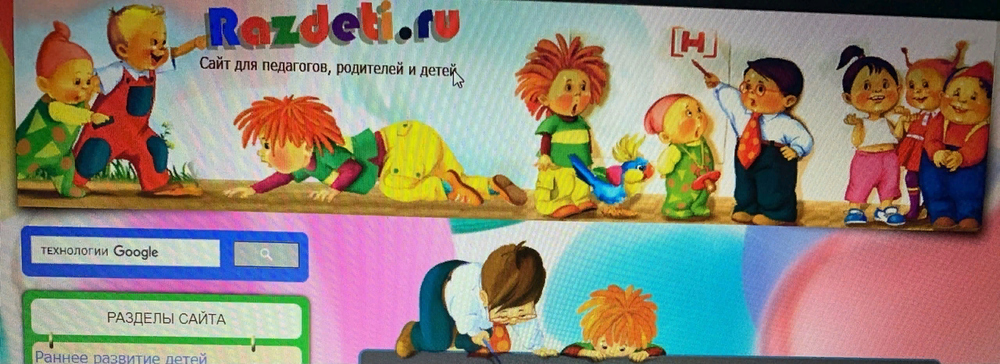 Razdeti.ru
Сайт для педагогов, родителей и детей
[Н]
технологии Google
РАЗДЕЛЫ САЙТА
Раннее развитие детей